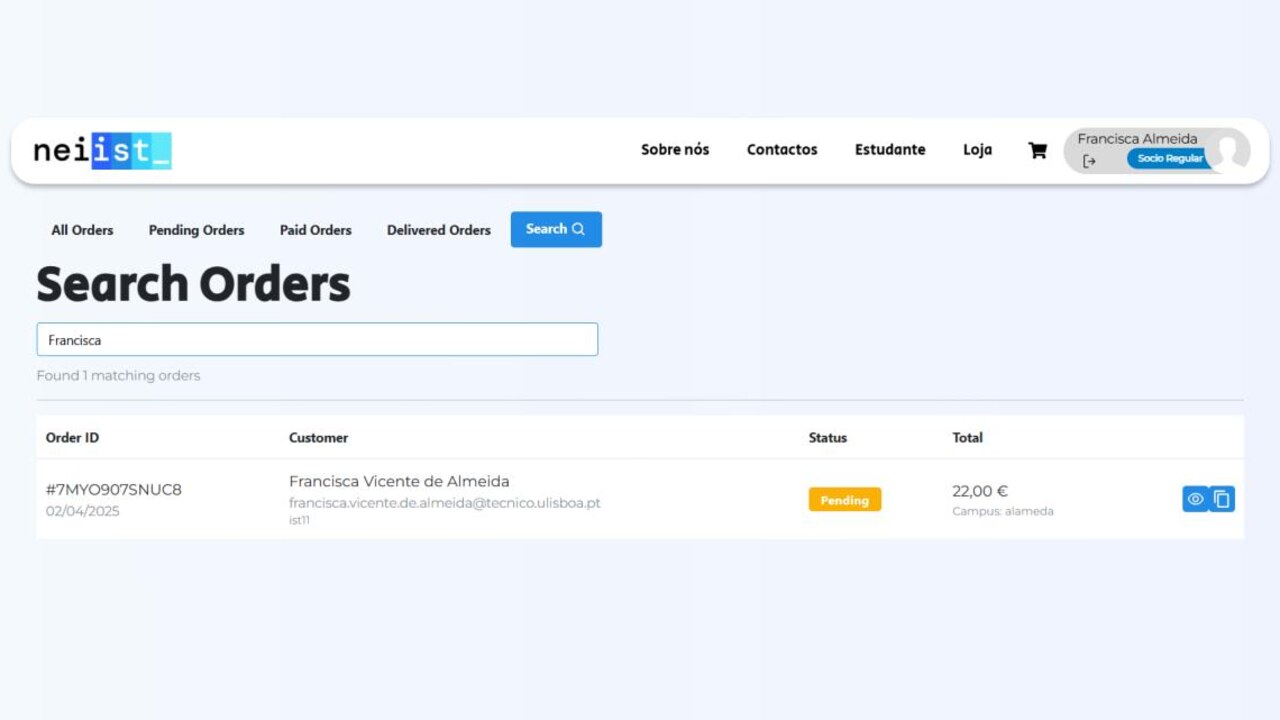 neiist_
Sobre nós Contactos Estudante Loja
Francisca Almeida
Socio Regular
All Orders Pending Orders Paid Orders Delivered Orders Search
Search Orders
Francisca
Found 1 matching orders
Order ID Customer Status Total
#7MYO907SNUC8 Francisca Vicente de Almeida Pending 22,00 €
02/04/2025 francisca.vicente.de.almeida@tecnico.ulisboa.pt Campus: alameda
ist11